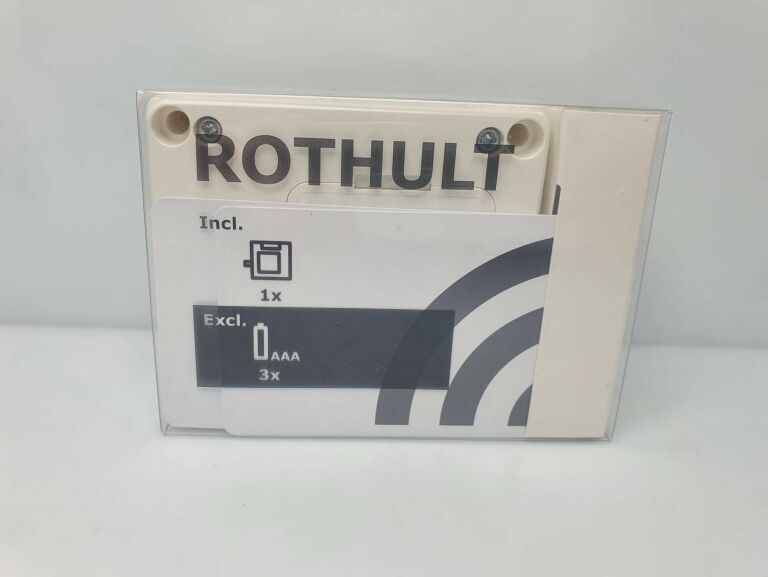 ROTHULT
Incl.
1x
Excl.
AAA
3x